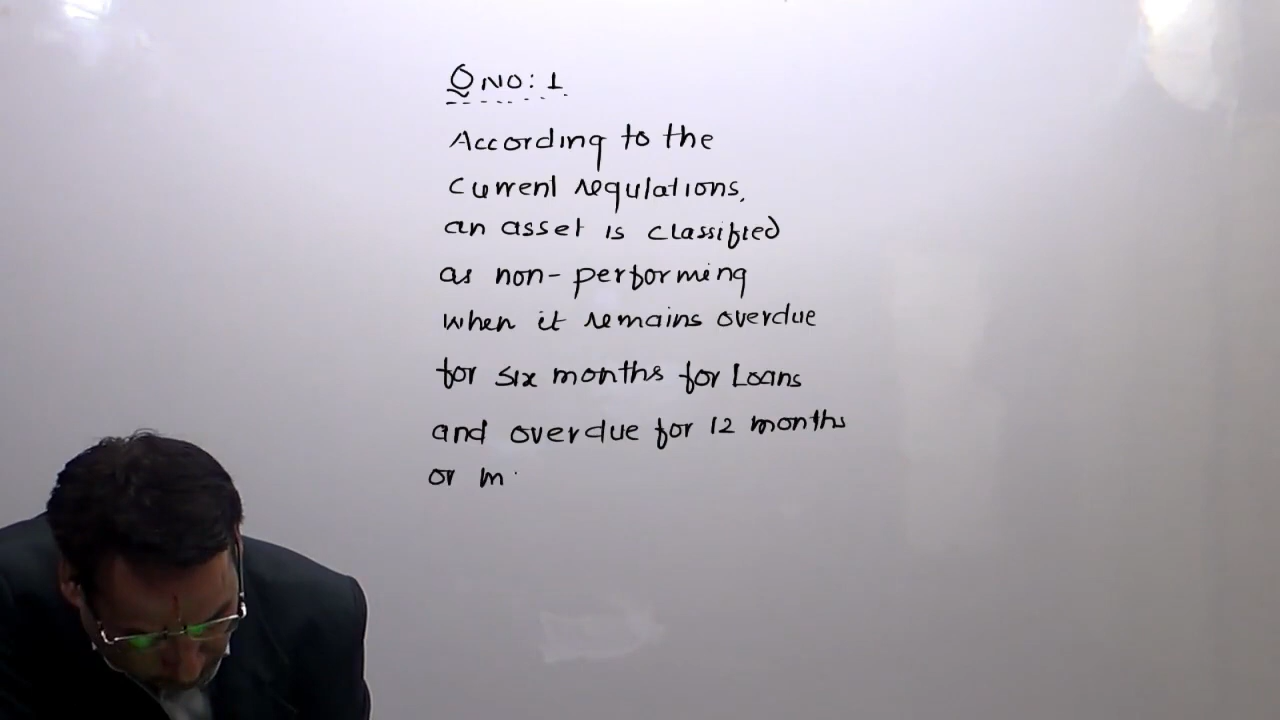 Q NO: 1
According to the
current regulations,
an asset is classified
as non-performing
when it remains overdue
for six months for Loans
and overdue for 12 months
or m